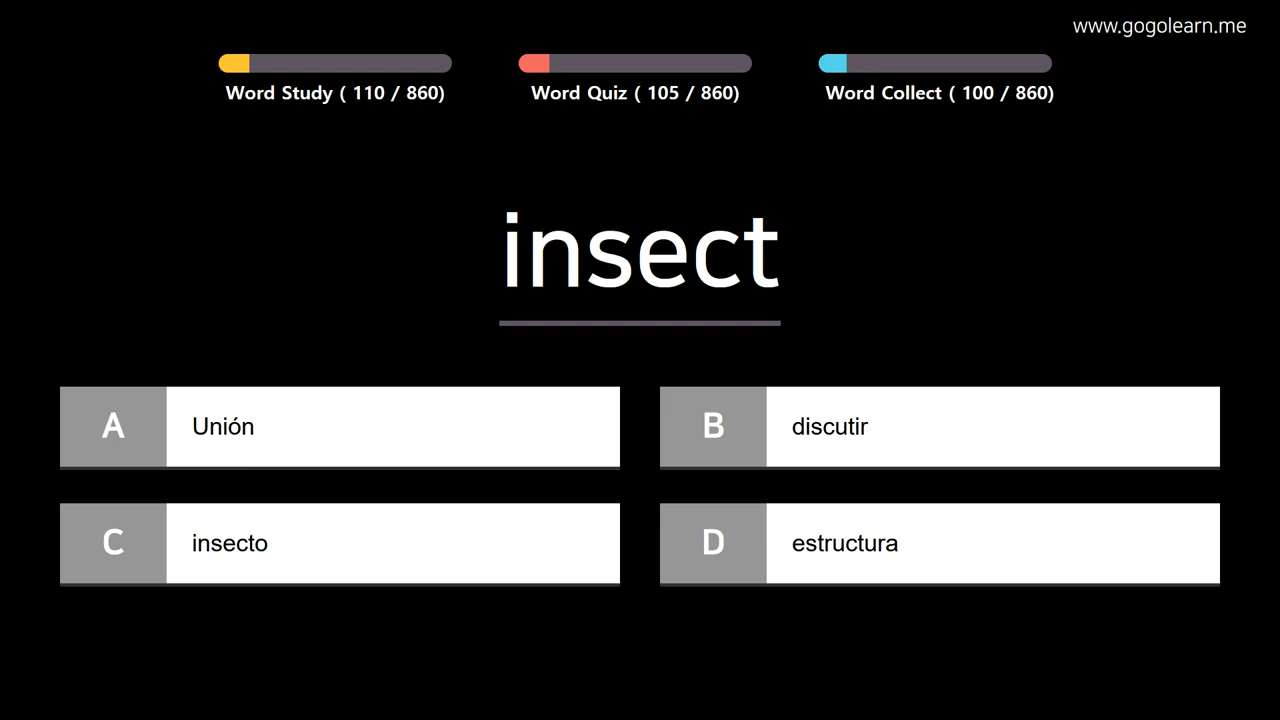 www.gogolearn.me
Word Study ( 110 / 860)
Word Quiz ( 105 / 860)
Word Collect ( 100 / 860)
insect
A Unión
B discutir
C insecto
D estructura